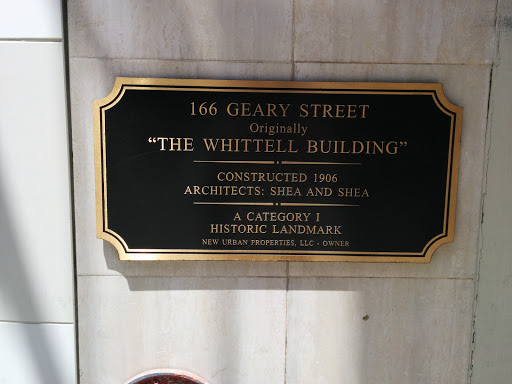 166 GEARY STREET
Originally
“THE WHITTELL BUILDING”
CONSTRUCTED 1906
ARCHITECTS: SHEA AND SHEA
A CATEGORY I
HISTORIC LANDMARK
NEW URBAN PROPERTIES, LLC - OWNER